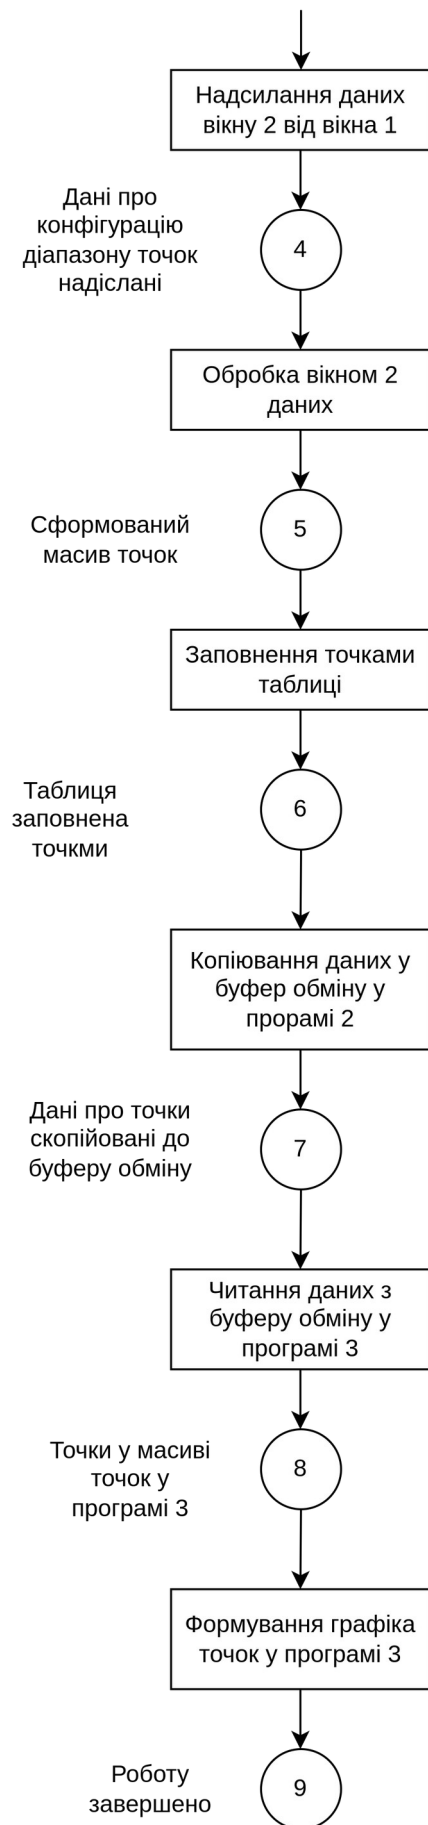 Надсилання даних
вікну 2 від вікна 1
Дані про
конфігурацію
діапазону точок
надіслані
4
Обробка вікном 2
даних
Сформований
масив точок
5
Заповнення точками
таблиці
Таблиця
заповнена
точкми
6
Копіювання даних у
буфер обміну у
прорамі 2
Дані про точки
скопійовані до
буферу обміну
7
Читання даних з
буферу обміну у
програмі 3
Точки у масиві
точок у
програмі 3
8
Формування графіка
точок у програмі 3
Роботу
завершено
9